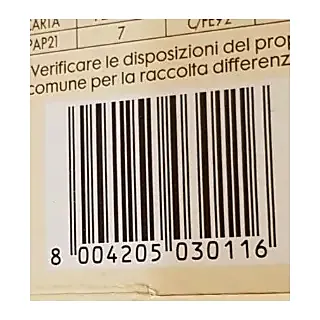 CARTA
PAP21 7 C/FE92
Verificare le disposizioni del prop
comune per la raccolta differenz
8 004205 030116